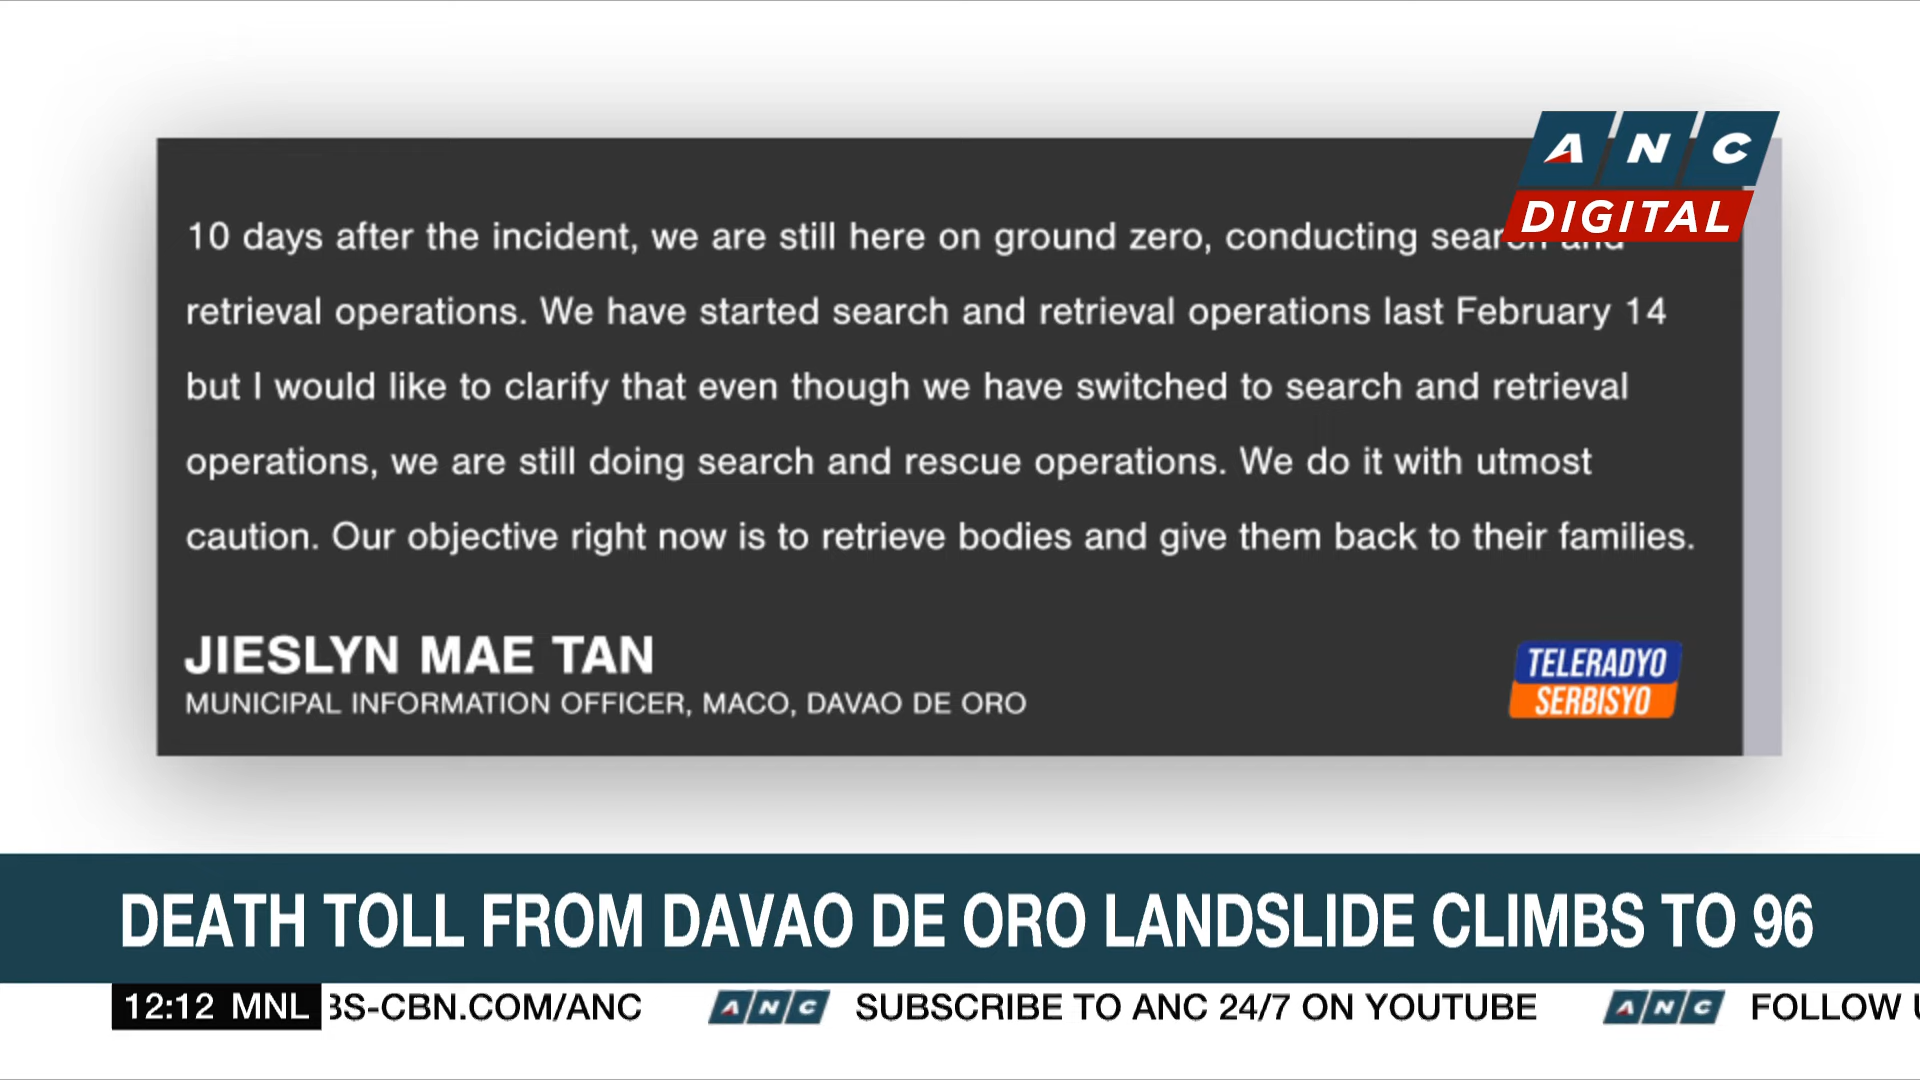 ANC
DIGITAL
10 days after the incident, we are still here on ground zero, conducting search and
retrieval operations. We have started search and retrieval operations last February 14
but I would like to clarify that even though we have switched to search and retrieval
operations, we are still doing search and rescue operations. We do it with utmost
caution. Our objective right now is to retrieve bodies and give them back to their families.
JIESLYN MAE TAN
MUNICIPAL INFORMATION OFFICER, MACO, DAVAO DE ORO
TELERADYO
SERBISYO
DEATH TOLL FROM DAVAO DE ORO LANDSLIDE CLIMBS TO 96
12:12 MNL BS-CBN.COM/ANC ANC SUBSCRIBE TO ANC 24/7 ON YOUTUBE ANC FOLLOW